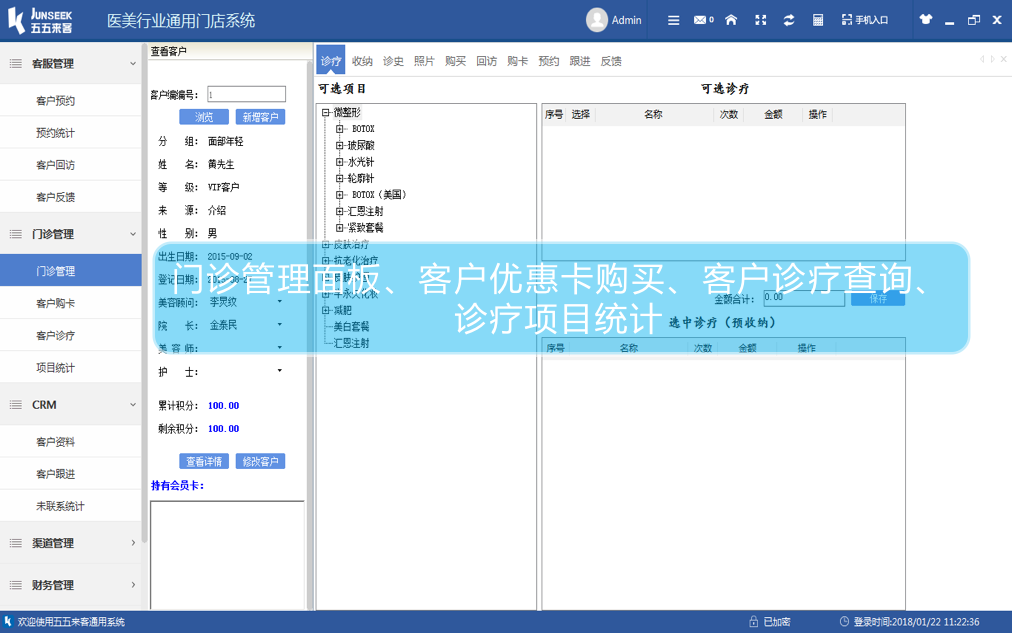 JUNSEEK
五五来客
医美行业通用门店系统
Admin
0
手机入口
客服管理
客户预约
预约统计
客户回访
客户反馈
门诊管理
门诊管理
客户购卡
客户诊疗
项目统计
CRM
客户资料
客户跟进
未联系统计
渠道管理
财务管理
查看客户
客户编编号: 1
浏览 新增客户
分 组: 面部年轻
姓 名: 黄先生
等 级: VIP客户
来 源: 介绍
性 别: 男
出生日期: 2015-09-02
登记日期:
美容顾问: 李炅纹
院 长: 金秦民
美 容 师:
护 士:
累计积分: 100.00
剩余积分: 100.00
查看详情 修改客户
持有会员卡:
诊疗 收纳 诊史 照片 购买 回访 购卡 预约 跟进 反馈
可选项目
微整形
BOTOX
玻尿酸
水光针
轮廓针
BOTOX（美国）
汇恩注射
紧致套餐
皮肤治疗
抗老化治疗
半永久化妆
减肥
美白套餐
汇恩注射
可选诊疗
序号 选择 名称 次数 金额 操作
金额合计: 0.00 保存
选中诊疗（预收纳）
序号 名称 次数 金额 操作
门诊管理面板、客户优惠卡购买、客户诊疗查询、
诊疗项目统计
欢迎使用五五来客通用系统
已加密
登录时间:2018/01/22 11:22:36